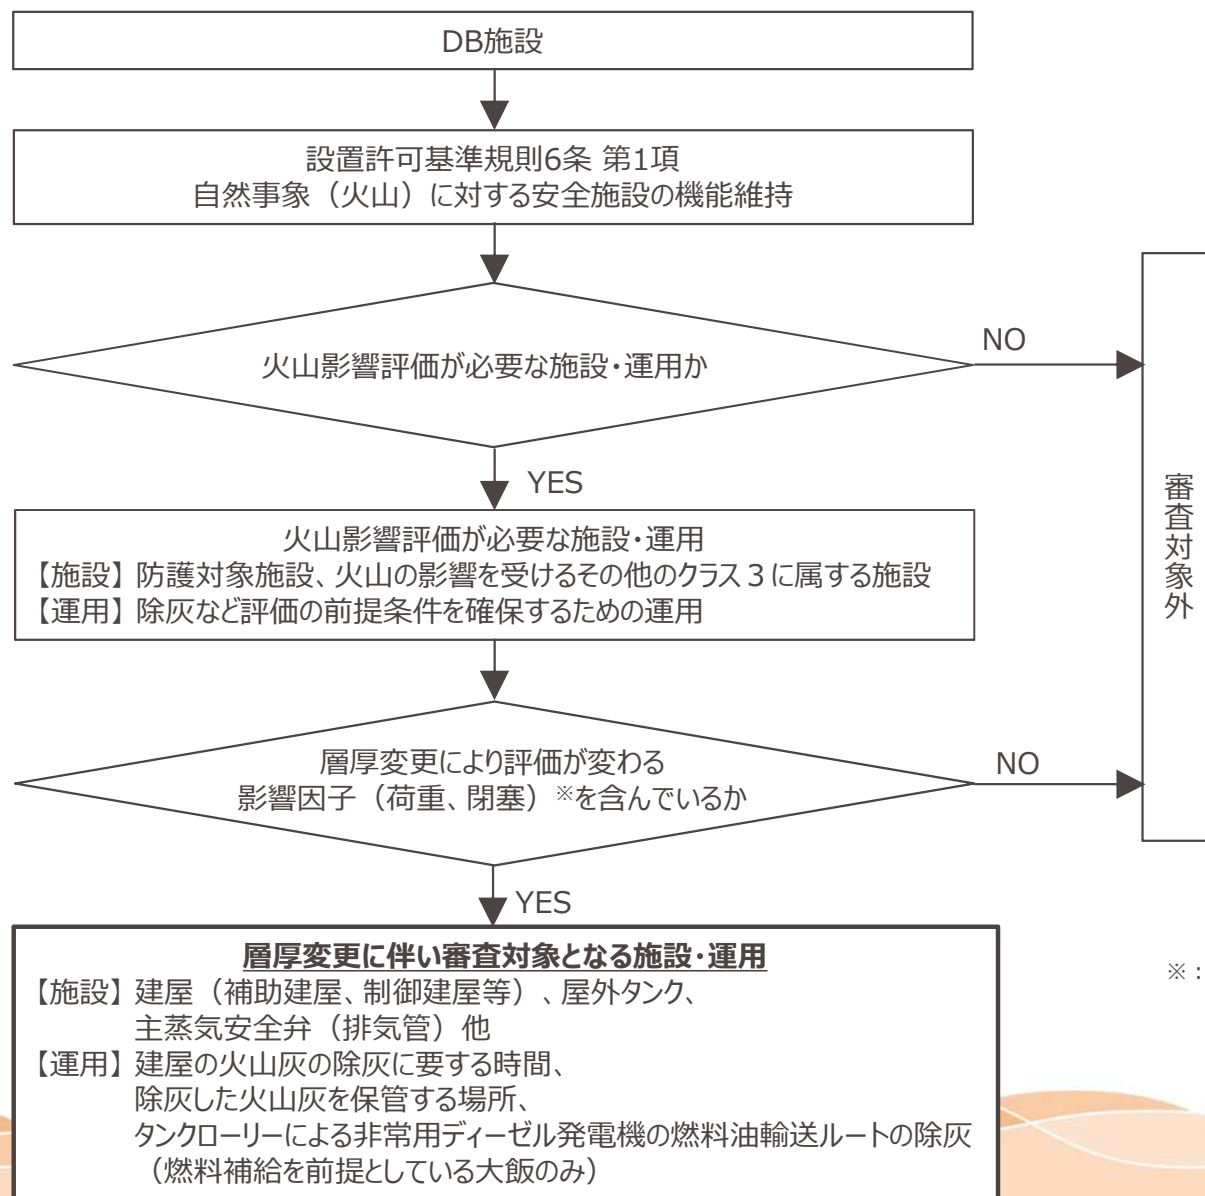 DB施設
設置許可基準規則6条 第1項
自然事象（火山）に対する安全施設の機能維持
火山影響評価が必要な施設・運用か
NO
YES
火山影響評価が必要な施設・運用
【施設】防護対象施設、火山の影響を受けるその他のクラス３に属する施設
【運用】除灰など評価の前提条件を確保するための運用
審査対象外
層厚変更により評価が変わる
影響因子（荷重、閉塞）※を含んでいるか
NO
YES
層厚変更に伴い審査対象となる施設・運用
【施設】建屋（補助建屋、制御建屋等）、屋外タンク、
主蒸気安全弁（排気管）他
【運用】建屋の火山灰の除灰に要する時間、
除灰した火山灰を保管する場所、
タンクローリーによる非常用ディーゼル発電機の燃料油輸送ルートの除灰
（燃料補給を前提としている大飯のみ）
※：